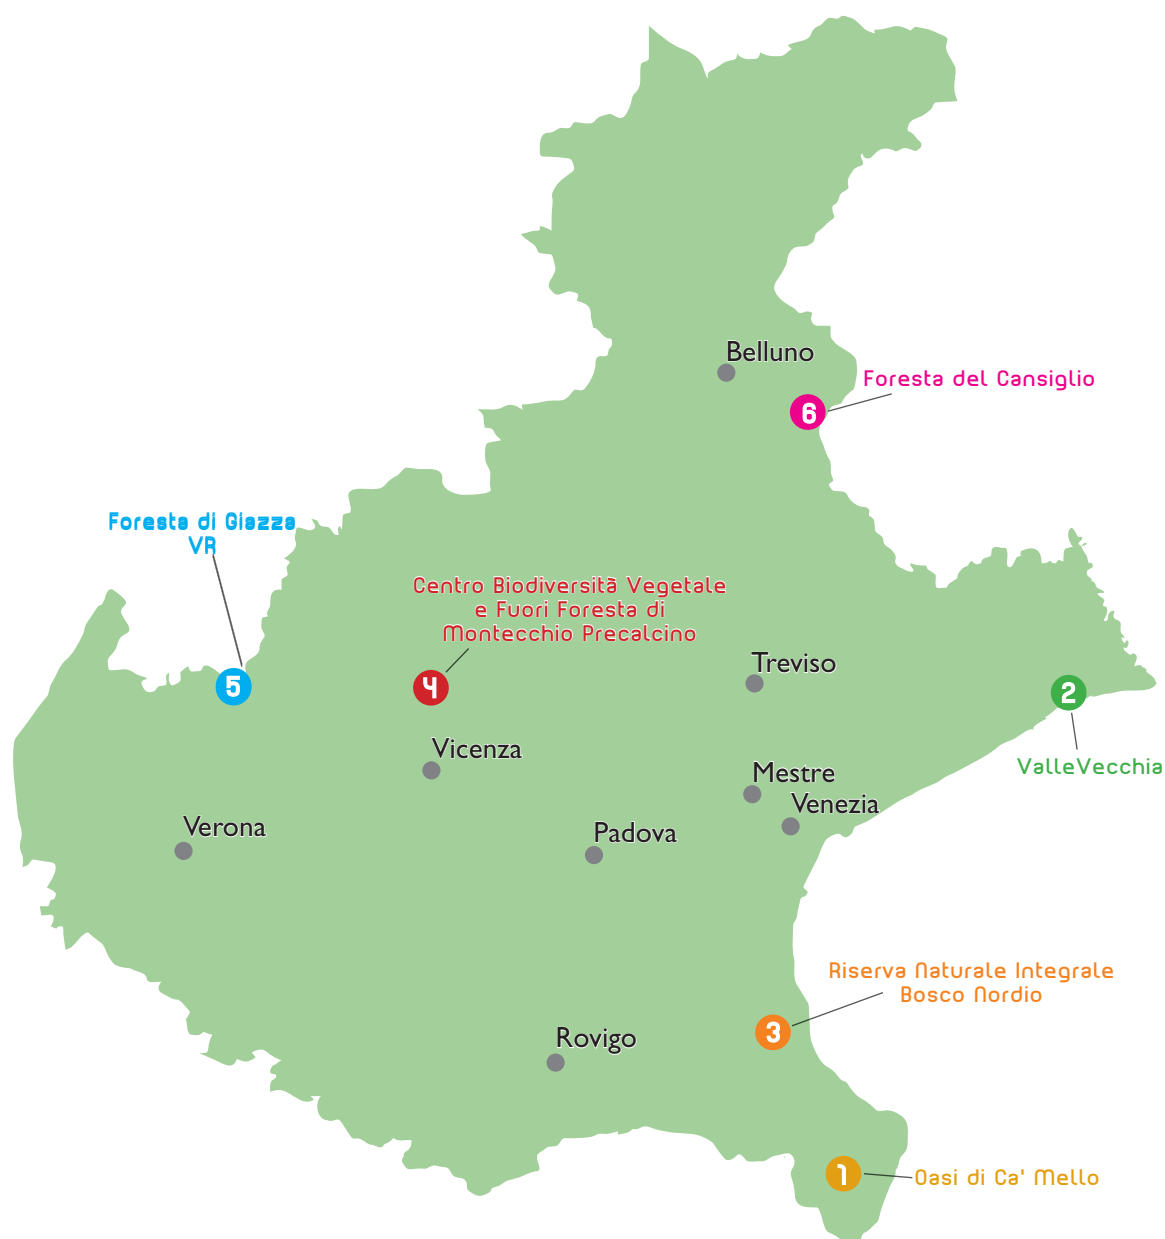 Belluno
Foresta del Cansiglio
6
Foresta di Giazza
VR
Centro Biodiversità Vegetale
e Fuori Foresta di
Montecchio Precalcino
Treviso
5
4
2
Vicenza
ValleVecchia
Mestre
Venezia
Verona
Padova
Riserva Naturale Integrale
Bosco Nordio
3
Rovigo
1
Oasi di Ca' Mello